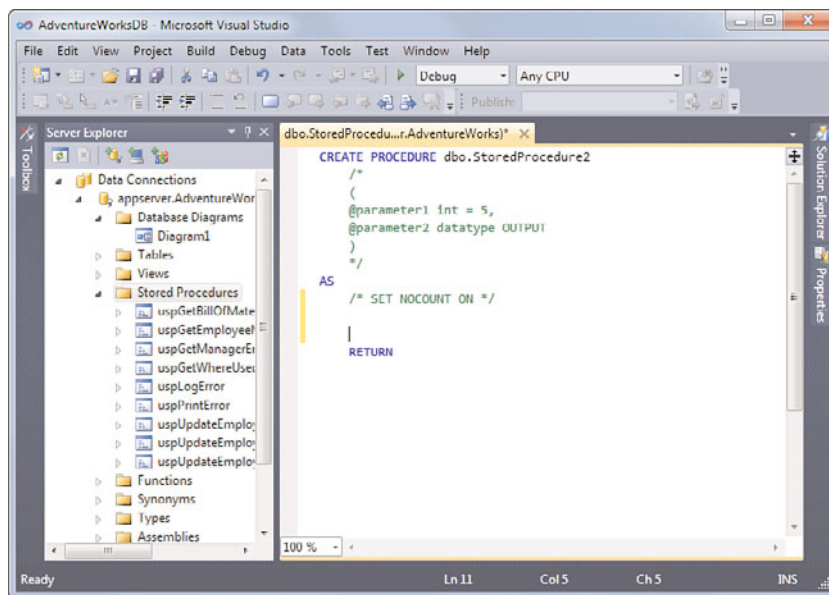 AdventureWorksDB - Microsoft Visual Studio
File Edit View Project Build Debug Data Tools Test Window Help
Debug Any CPU
Publish:
Toolbox
Server Explorer
Data Connections
appserver.AdventureWor
Database Diagrams
Diagram1
Tables
Views
Stored Procedures
uspGetBillOfMate
uspGetEmployeeM
uspGetManagerEm
uspGetWhereUsed
uspLogError
uspPrintError
uspUpdateEmploy
uspUpdateEmploy
uspUpdateEmploy
Functions
Synonyms
Types
Assemblies
dbo.StoredProcedu...r.AdventureWorks)*
CREATE PROCEDURE dbo.StoredProcedure2
/*
(
@parameter1 int = 5,
@parameter2 datatype OUTPUT
)
*/
AS
/* SET NOCOUNT ON */
RETURN
100 %
Solution Explorer
Properties
Ready Ln 11 Col 5 Ch 5 INS